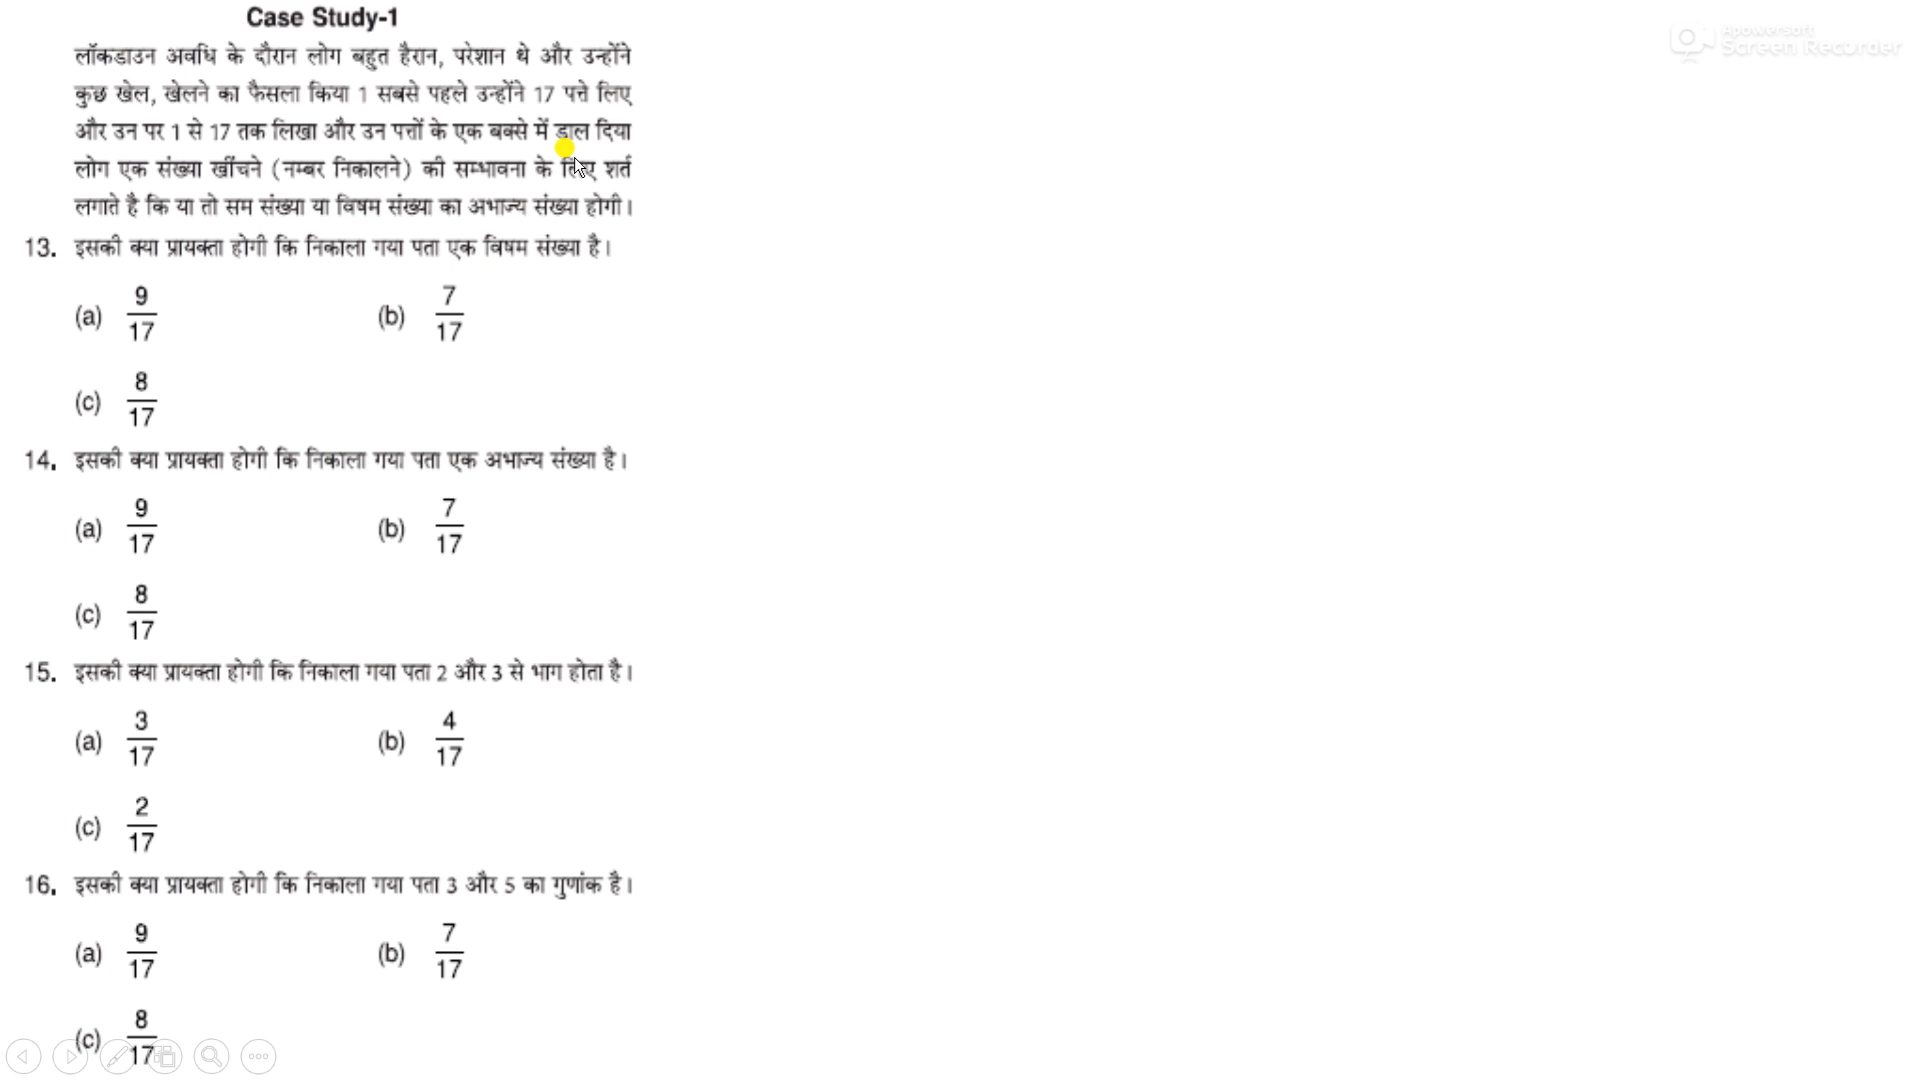 Case Study-1
लॉकडाउन अवधि के दौरान लोग बहुत हैरान, परेशान थे और उन्होंने
कुछ खेल, खेलने का फैसला किया 1 सबसे पहले उन्होंने 17 पत्ते लिए
और उन पर 1 से 17 तक लिखा और उन पत्तों के एक बक्से में डाल दिया
लोग एक संख्या खींचने (नम्बर निकालने) की सम्भावना के लिए शर्त
लगाते है कि या तो सम संख्या या विषम संख्या का अभाज्य संख्या होगी।
13. इसकी क्या प्रायक्ता होगी कि निकाला गया पता एक विषम संख्या है।
(a) 9/17 (b) 7/17
(c) 8/17
14. इसकी क्या प्रायक्ता होगी कि निकाला गया पता एक अभाज्य संख्या है।
(a) 9/17 (b) 7/17
(c) 8/17
15. इसकी क्या प्रायक्ता होगी कि निकाला गया पता 2 और 3 से भाग होता है।
(a) 3/17 (b) 4/17
(c) 2/17
16. इसकी क्या प्रायक्ता होगी कि निकाला गया पता 3 और 5 का गुणांक है।
(a) 9/17 (b) 7/17
(c) 8/17
Apowersoft
Screen Recorder